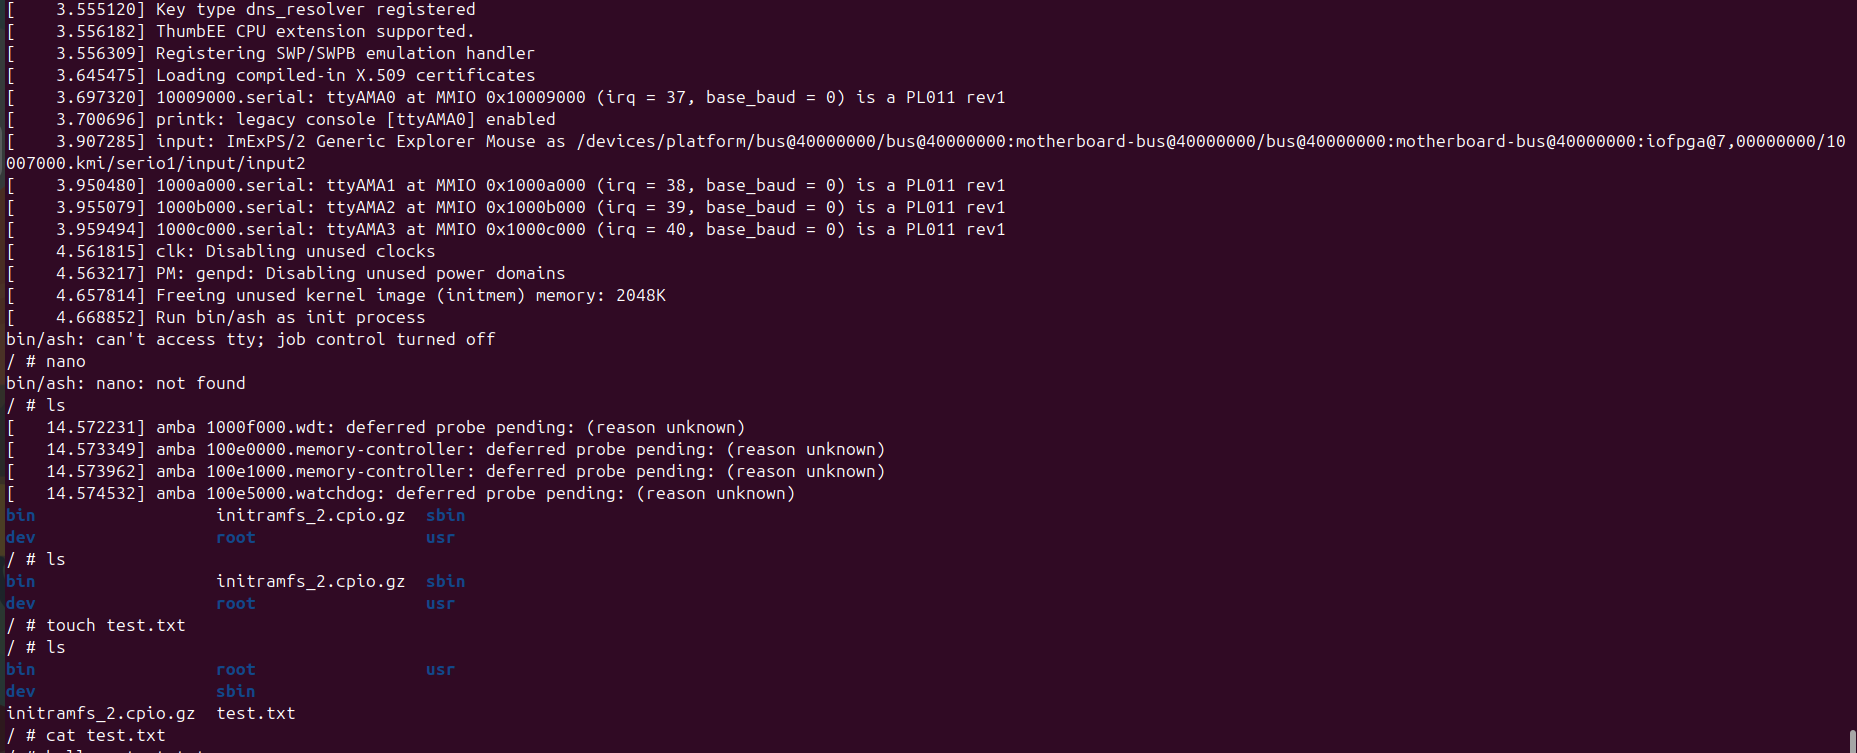 [    3.555120] Key type dns_resolver registered
[    3.556182] ThumbEE CPU extension supported.
[    3.556309] Registering SWP/SWPB emulation handler
[    3.645475] Loading compiled-in X.509 certificates
[    3.697320] 10009000.serial: ttyAMA0 at MMIO 0x10009000 (irq = 37, base_baud = 0) is a PL011 rev1
[    3.700696] printk: legacy console [ttyAMA0] enabled
[    3.907285] input: ImExPS/2 Generic Explorer Mouse as /devices/platform/bus@40000000/bus@40000000:motherboard-bus@40000000/bus@40000000:motherboard-bus@40000000:iofpga@7,00000000/10
007000.kmi/serio1/input/input2
[    3.950480] 1000a000.serial: ttyAMA1 at MMIO 0x1000a000 (irq = 38, base_baud = 0) is a PL011 rev1
[    3.955079] 1000b000.serial: ttyAMA2 at MMIO 0x1000b000 (irq = 39, base_baud = 0) is a PL011 rev1
[    3.959494] 1000c000.serial: ttyAMA3 at MMIO 0x1000c000 (irq = 40, base_baud = 0) is a PL011 rev1
[    4.561815] clk: Disabling unused clocks
[    4.563217] PM: genpd: Disabling unused power domains
[    4.657814] Freeing unused kernel image (initmem) memory: 2048K
[    4.668852] Run bin/ash as init process
bin/ash: can't access tty; job control turned off
/ # nano
bin/ash: nano: not found
/ # ls
[   14.572231] amba 1000f000.wdt: deferred probe pending: (reason unknown)
[   14.573349] amba 100e0000.memory-controller: deferred probe pending: (reason unknown)
[   14.573962] amba 100e1000.memory-controller: deferred probe pending: (reason unknown)
[   14.574532] amba 100e5000.watchdog: deferred probe pending: (reason unknown)
bin                  initramfs_2.cpio.gz  sbin
dev                  root                 usr
/ # ls
bin                  initramfs_2.cpio.gz  sbin
dev                  root                 usr
/ # touch test.txt
/ # ls
bin                  root                 usr
dev                  sbin
initramfs_2.cpio.gz  test.txt
/ # cat test.txt